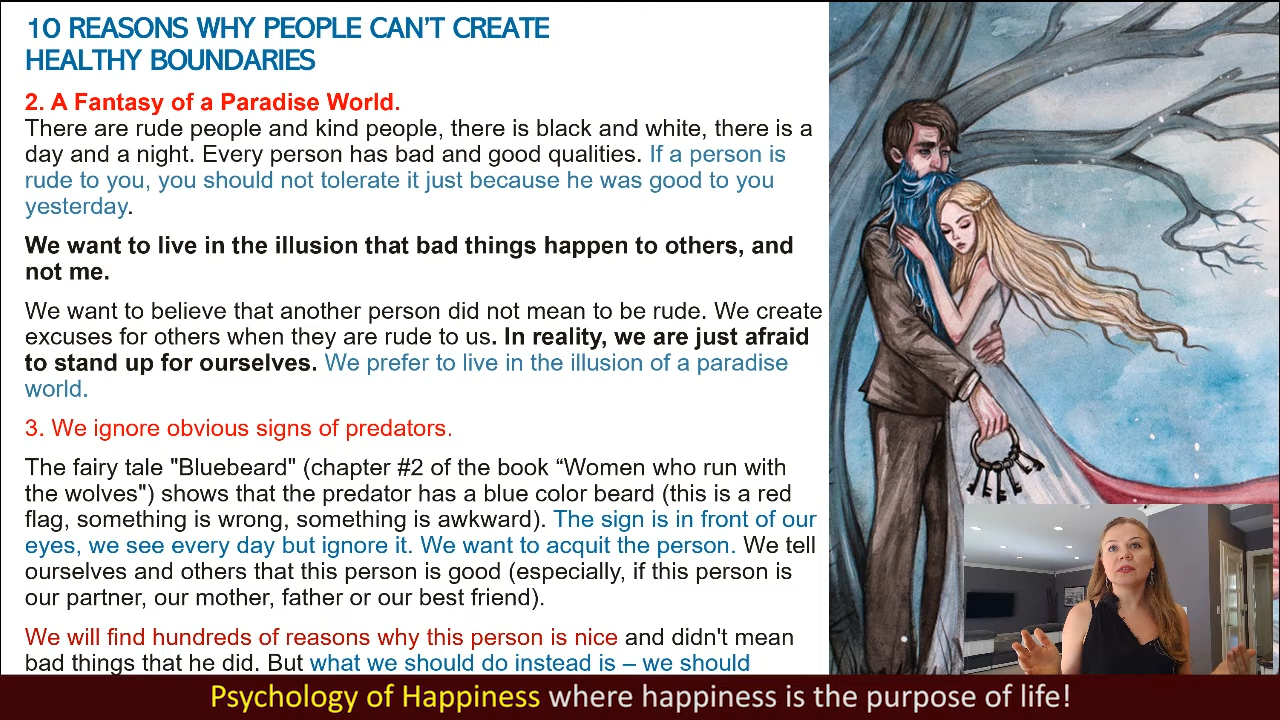 10 REASONS WHY PEOPLE CAN'T CREATE
HEALTHY BOUNDARIES
2. A Fantasy of a Paradise World.
There are rude people and kind people, there is black and white, there is a
day and a night. Every person has bad and good qualities. If a person is
rude to you, you should not tolerate it just because he was good to you
yesterday.
We want to live in the illusion that bad things happen to others, and
not me.
We want to believe that another person did not mean to be rude. We create
excuses for others when they are rude to us. In reality, we are just afraid
to stand up for ourselves. We prefer to live in the illusion of a paradise
world.
3. We ignore obvious signs of predators.
The fairy tale "Bluebeard" (chapter #2 of the book “Women who run with
the wolves") shows that the predator has a blue color beard (this is a red
flag, something is wrong, something is awkward). The sign is in front of our
eyes, we see every day but ignore it. We want to acquit the person. We tell
ourselves and others that this person is good (especially, if this person is
our partner, our mother, father or our best friend).
We will find hundreds of reasons why this person is nice and didn't mean
bad things that he did. But what we should do instead is – we should
Psychology of Happiness where happiness is the purpose of life!